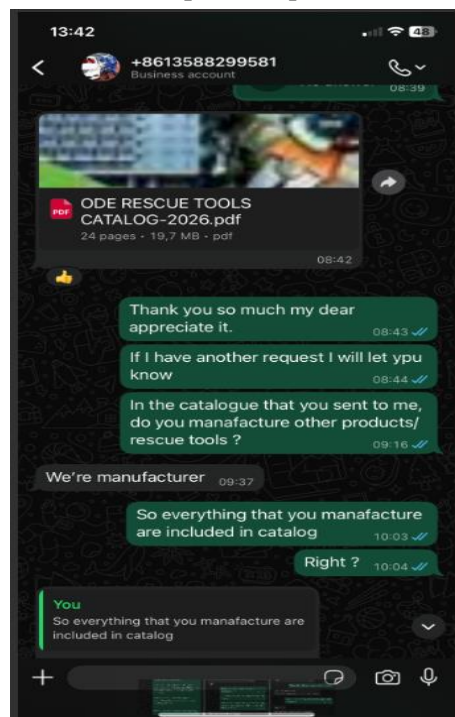 13:42
48
+8613588299581
Business account
08:39
PDF
ODE RESCUE TOOLS
CATALOG-2026.pdf
24 pages • 19,7 MB • pdf
08:42
Thank you so much my dear
appreciate it.
08:43
If I have another request I will let ypu
know
08:44
In the catalogue that you sent to me,
do you manafacture other products/
rescue tools ?
09:16
We're manufacturer
09:37
So everything that you manafacture
are included in catalog
10:03
Right ?
10:04
You
So everything that you manafacture are
included in catalog